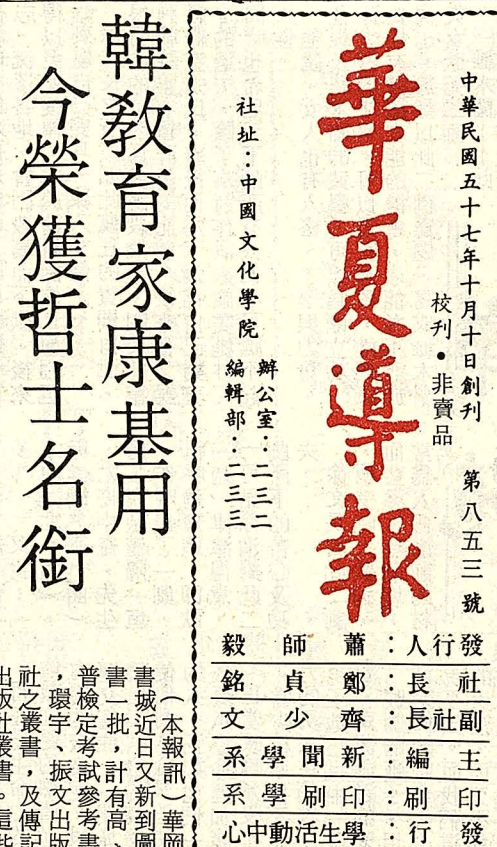 中華民國五十七年十月十日創刊　第八五三號
校刊•非賣品
華夏導報
社址：中國文化學院
辦公室：二三二
編輯部：二三三
發行人：蕭師毅
社長：鄭貞銘
副社長：齊少文
主編：新聞學系
印刷：印刷學系
發行：學生活動中心
韓教育家康基用
今榮獲哲士名銜
（本報訊）華岡
書城近日又新到圖
書一批，計有高、
普檢定考試參考書
，環宇、振文出版
社之叢書，及傳記
出版社叢書。這些